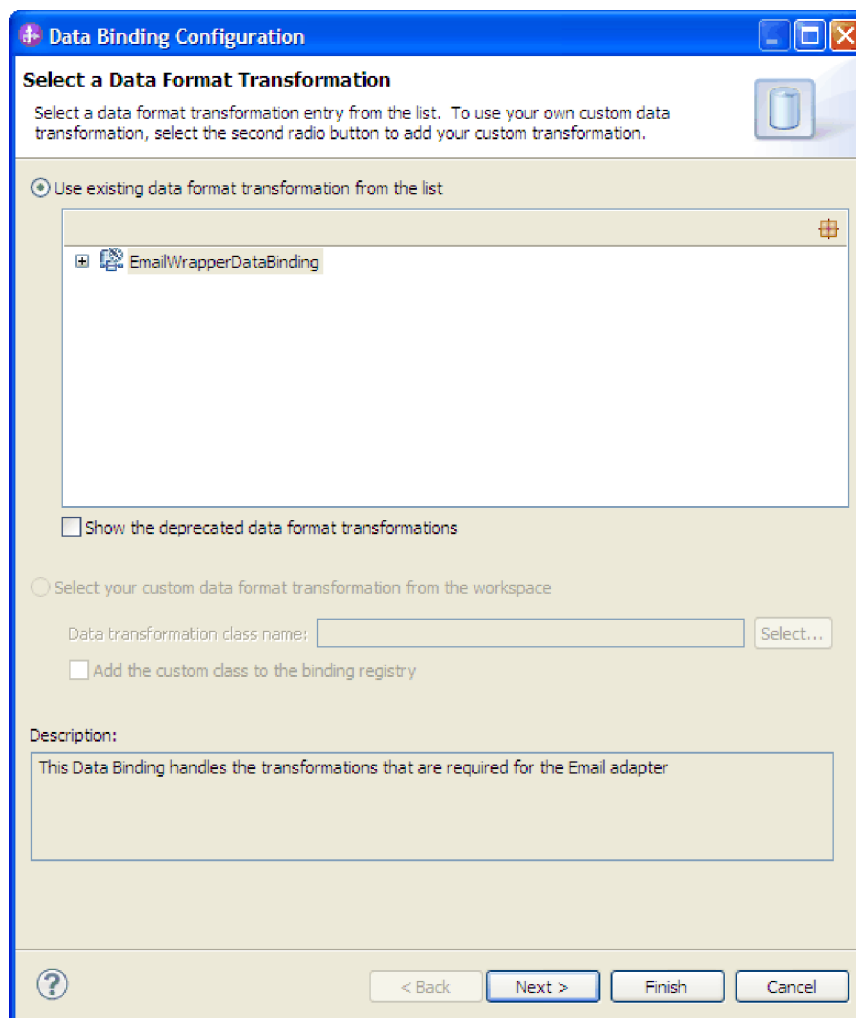 Data Binding Configuration
Select a Data Format Transformation
Select a data format transformation entry from the list. To use your own custom data
transformation, select the second radio button to add your custom transformation.
Use existing data format transformation from the list
EmailWrapperDataBinding
Show the deprecated data format transformations
Select your custom data format transformation from the workspace
Data transformation class name: Select...
Add the custom class to the binding registry
Description:
This Data Binding handles the transformations that are required for the Email adapter
? < Back Next > Finish Cancel